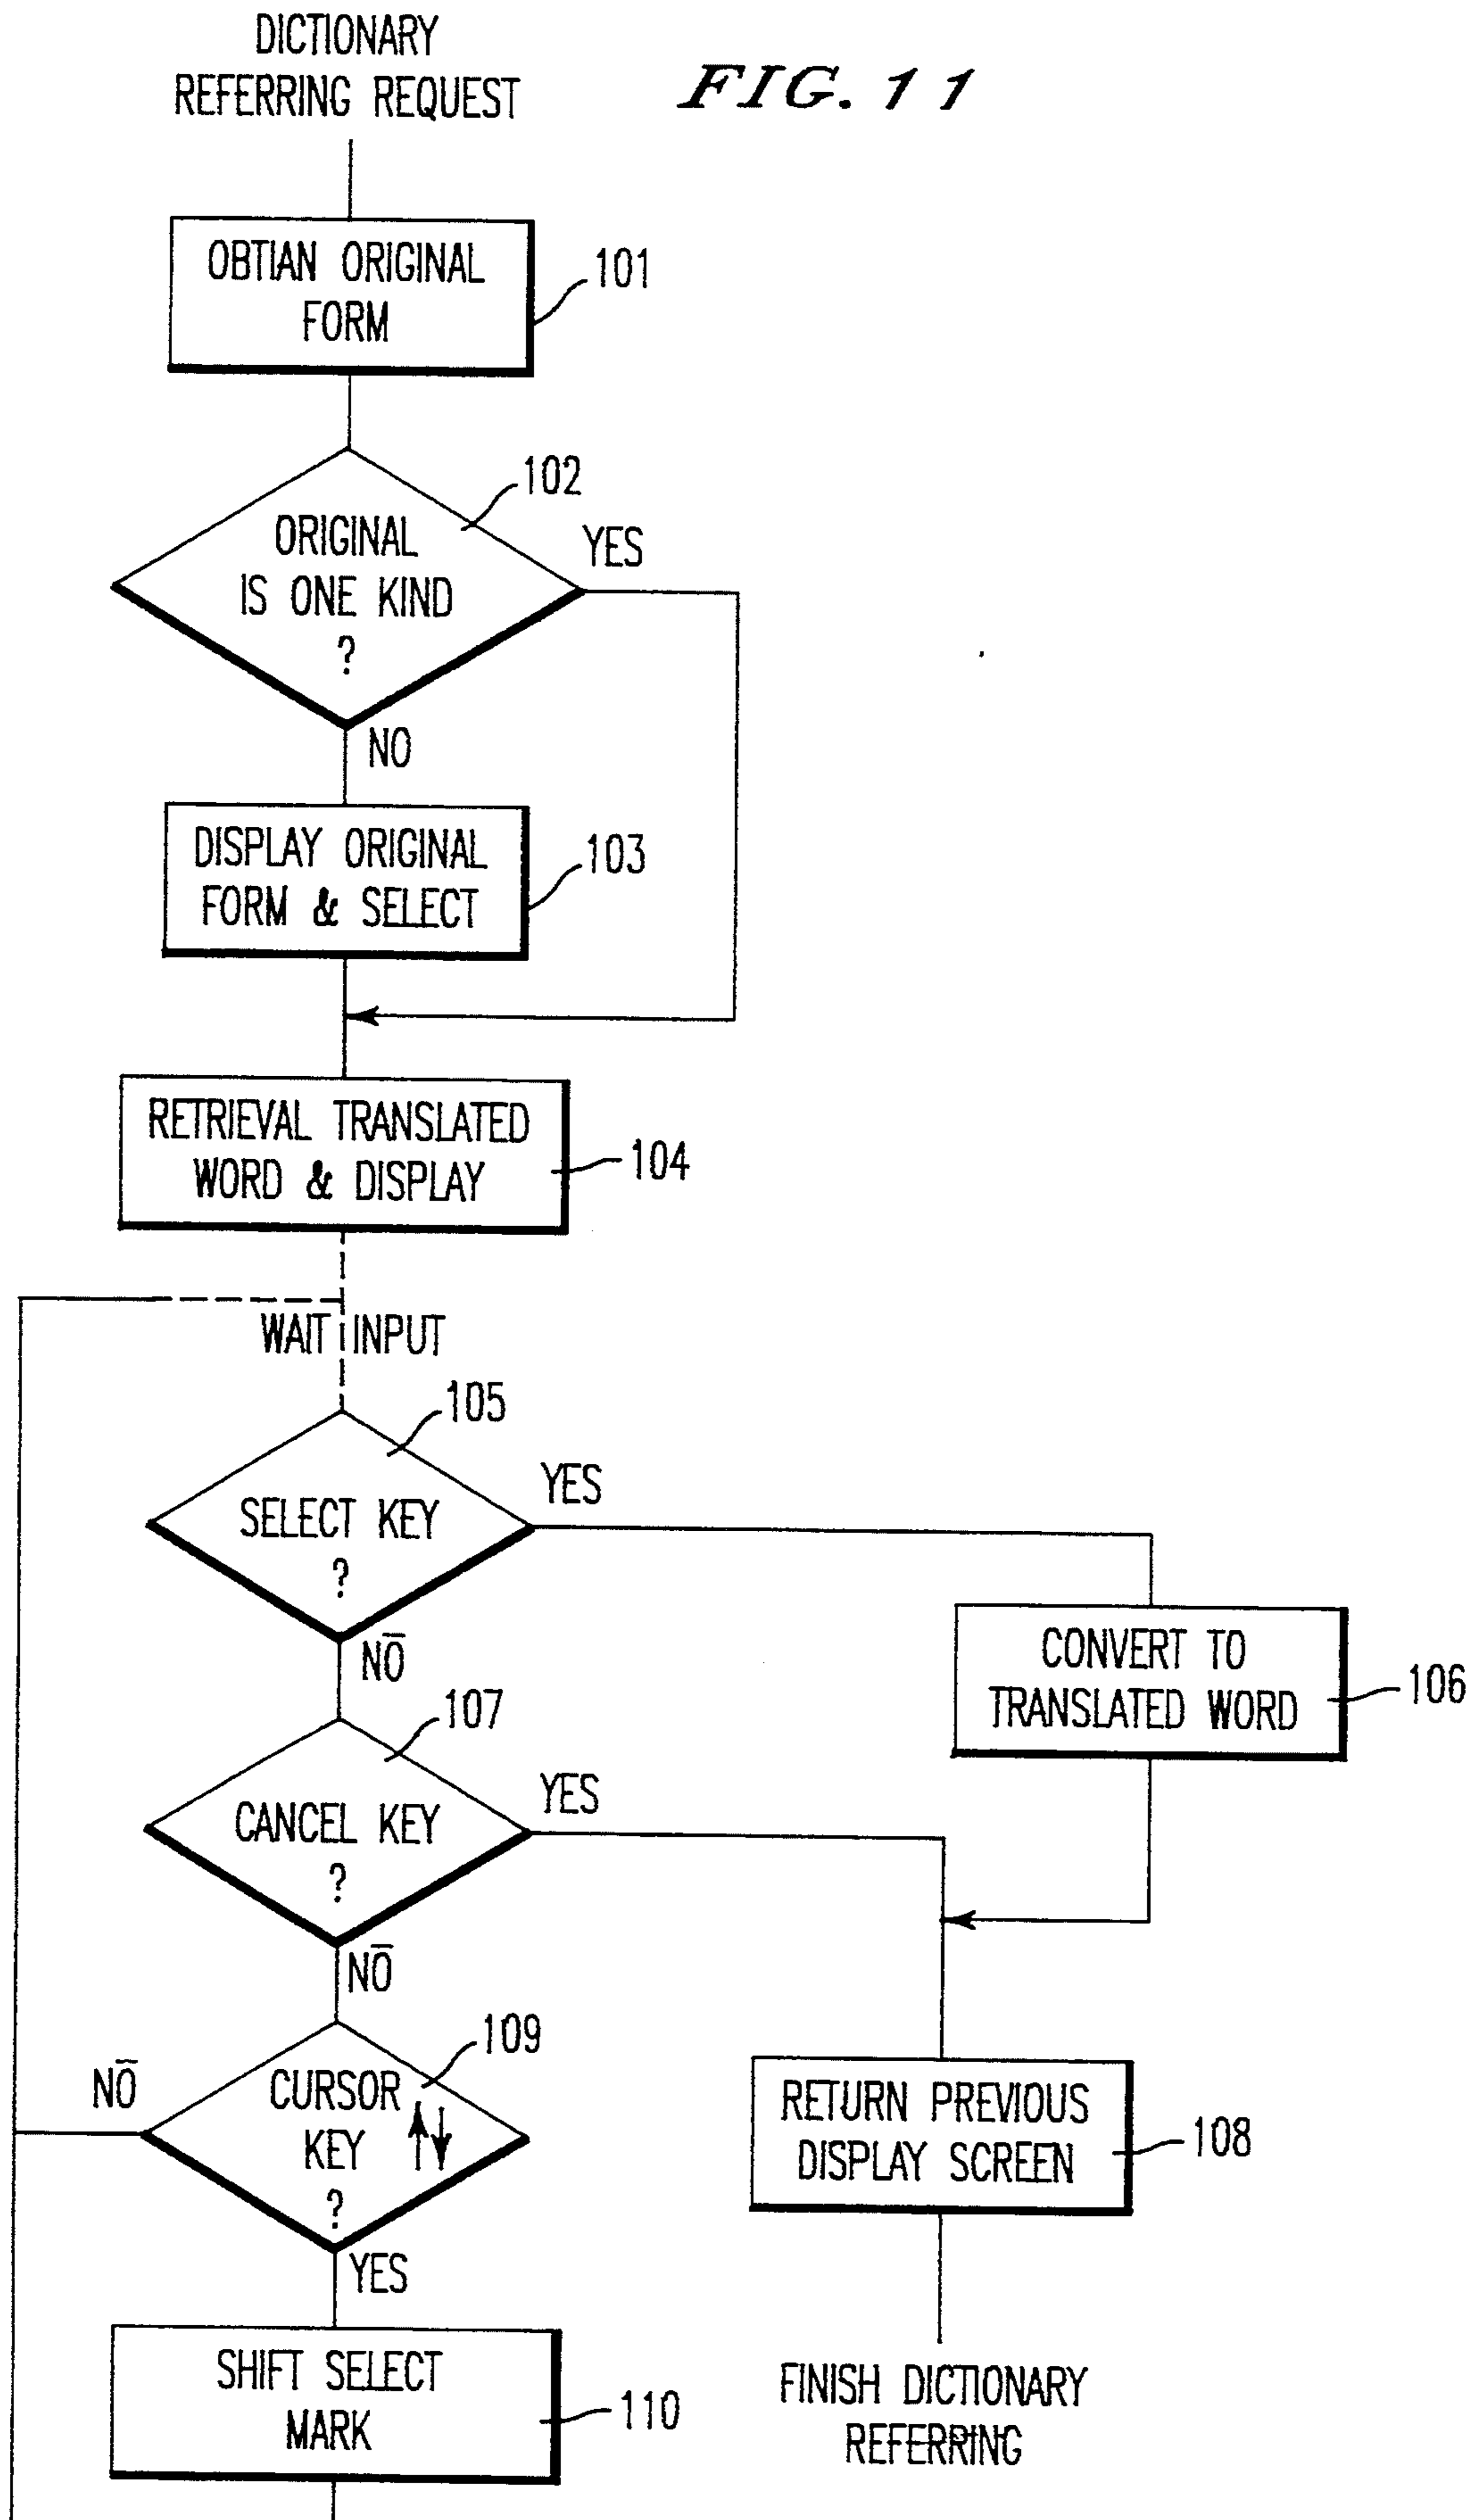 DICTIONARY
REFERRING REQUEST
FIG. 11
OBTIAN ORIGINAL
FORM
101
102
ORIGINAL
IS ONE KIND
?
YES
NO
DISPLAY ORIGINAL
FORM & SELECT
103
RETRIEVAL TRANSLATED
WORD & DISPLAY
104
WAIT INPUT
105
SELECT KEY
?
YES
NO
CONVERT TO
TRANSLATED WORD
106
107
CANCEL KEY
?
YES
NO
109
CURSOR
KEY ↑↓
?
NO
YES
RETURN PREVIOUS
DISPLAY SCREEN
108
SHIFT SELECT
MARK
110
FINISH DICTIONARY
REFERRING